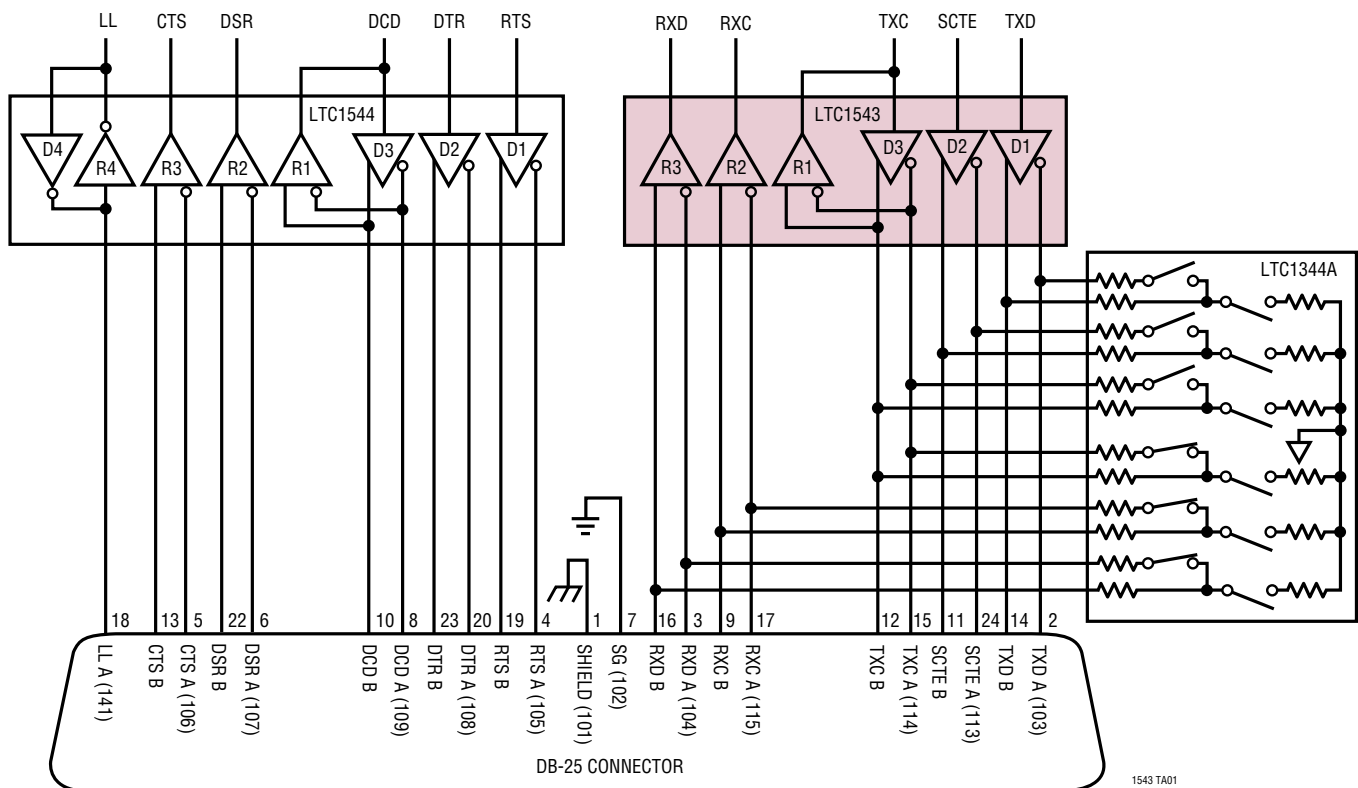 LL CTS DSR DCD DTR RTS RXD RXC TXC SCTE TXD
LTC1544 LTC1543
D4 R4 R3 R2 R1 D3 D2 D1 R3 R2 R1 D3 D2 D1
LTC1344A
18 13 5 22 6 10 8 23 20 19 4 1 7 16 3 9 17 12 15 11 24 14 2
LL A (141)
CTS B
CTS A (106)
DSR B
DSR A (107)
DCD B
DCD A (109)
DTR B
DTR A (108)
RTS B
RTS A (105)
SHIELD (101)
SG (102)
RXD B
RXD A (104)
RXC B
RXC A (115)
TXC B
TXC A (114)
SCTE B
SCTE A (113)
TXD B
TXD A (103)
DB-25 CONNECTOR
1543 TA01